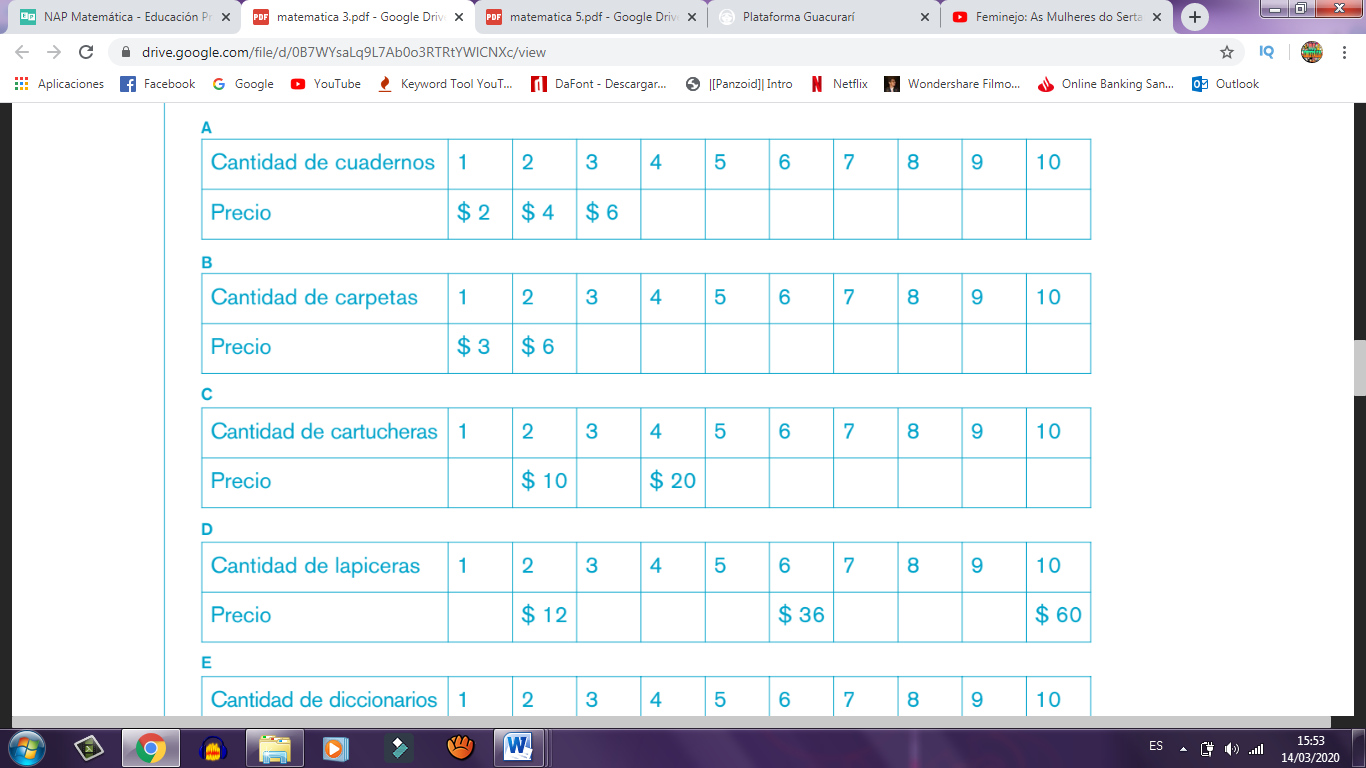 NAP Matemática - Educación Pr
matematica 3.pdf - Google Driv
matematica 5.pdf - Google Drive
Plataforma Guacurarí
Feminejo: As Mulheres do Serta
drive.google.com/file/d/0B7WYsaLq9L7Ab0o3RTRtYWlCNXc/view
Aplicaciones Facebook Google YouTube Keyword Tool YouT... DaFont - Descargar... |[Panzoid]| Intro Netflix Wondershare Filmo... Online Banking San... Outlook
A
Cantidad de cuadernos 1 2 3 4 5 6 7 8 9 10
Precio $ 2 $ 4 $ 6
B
Cantidad de carpetas 1 2 3 4 5 6 7 8 9 10
Precio $ 3 $ 6
C
Cantidad de cartucheras 1 2 3 4 5 6 7 8 9 10
Precio $ 10 $ 20
D
Cantidad de lapiceras 1 2 3 4 5 6 7 8 9 10
Precio $ 12 $ 36 $ 60
E
Cantidad de diccionarios 1 2 3 4 5 6 7 8 9 10
ES 15:53
14/03/2020